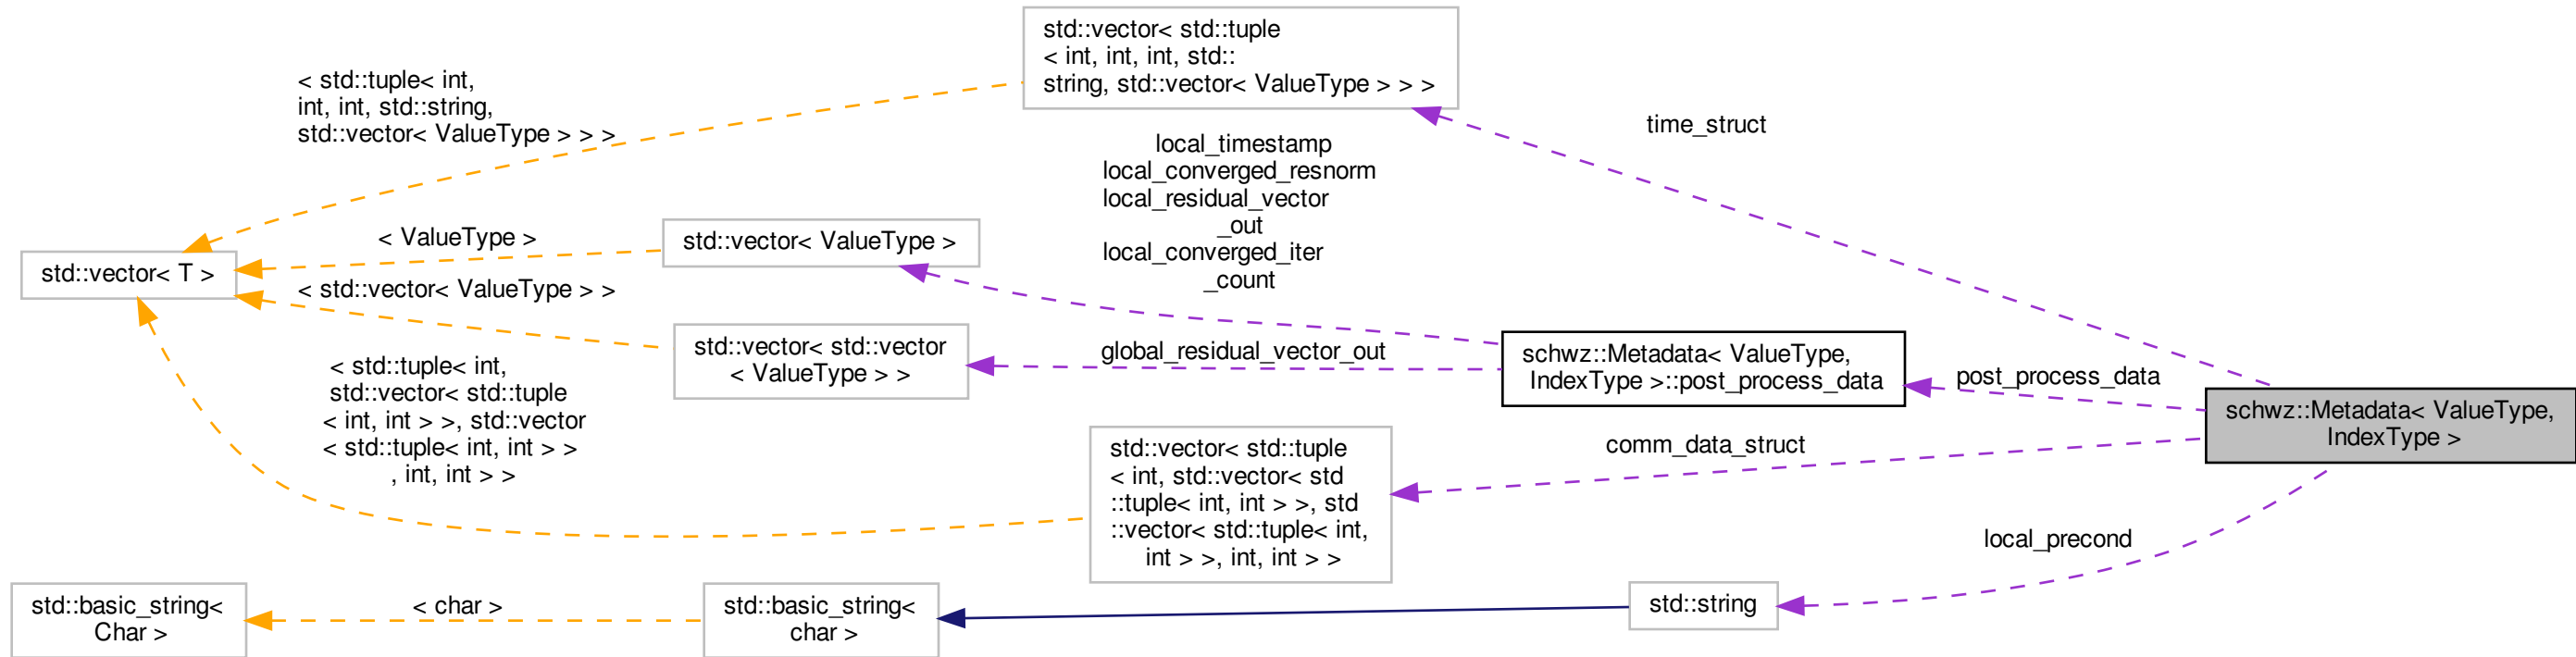 std::vector< std::tuple
< int, int, int, std::
string, std::vector< ValueType > > >
< std::tuple< int,
int, int, std::string,
std::vector< ValueType > > >
time_struct
local_timestamp
local_converged_resnorm
local_residual_vector
_out
local_converged_iter
_count
< ValueType >
std::vector< ValueType >
std::vector< T >
< std::vector< ValueType > >
std::vector< std::vector
< ValueType > >
global_residual_vector_out
schwz::Metadata< ValueType,
IndexType >::post_process_data
post_process_data
schwz::Metadata< ValueType,
IndexType >
< std::tuple< int,
std::vector< std::tuple
< int, int > >, std::vector
< std::tuple< int, int > >
, int, int > >
std::vector< std::tuple
< int, std::vector< std
::tuple< int, int > >, std
::vector< std::tuple< int,
int > >, int, int > >
comm_data_struct
local_precond
std::basic_string<
Char >
< char >
std::basic_string<
char >
std::string